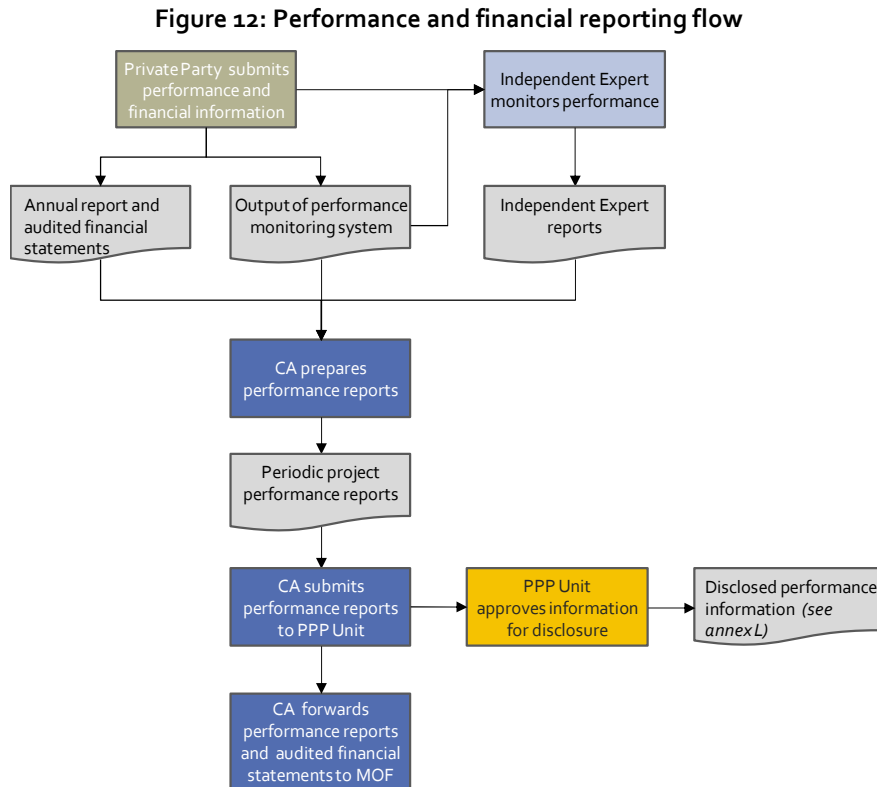 Figure 12: Performance and financial reporting flow
Private Party submits
performance and
financial information
Independent Expert
monitors performance
Annual report and
audited financial
statements
Output of performance
monitoring system
Independent Expert
reports
CA prepares
performance reports
Periodic project
performance reports
CA submits
performance reports
to PPP Unit
PPP Unit
approves information
for disclosure
Disclosed performance
information (see
annex L)
CA forwards
performance reports
and audited financial
statements to MOF